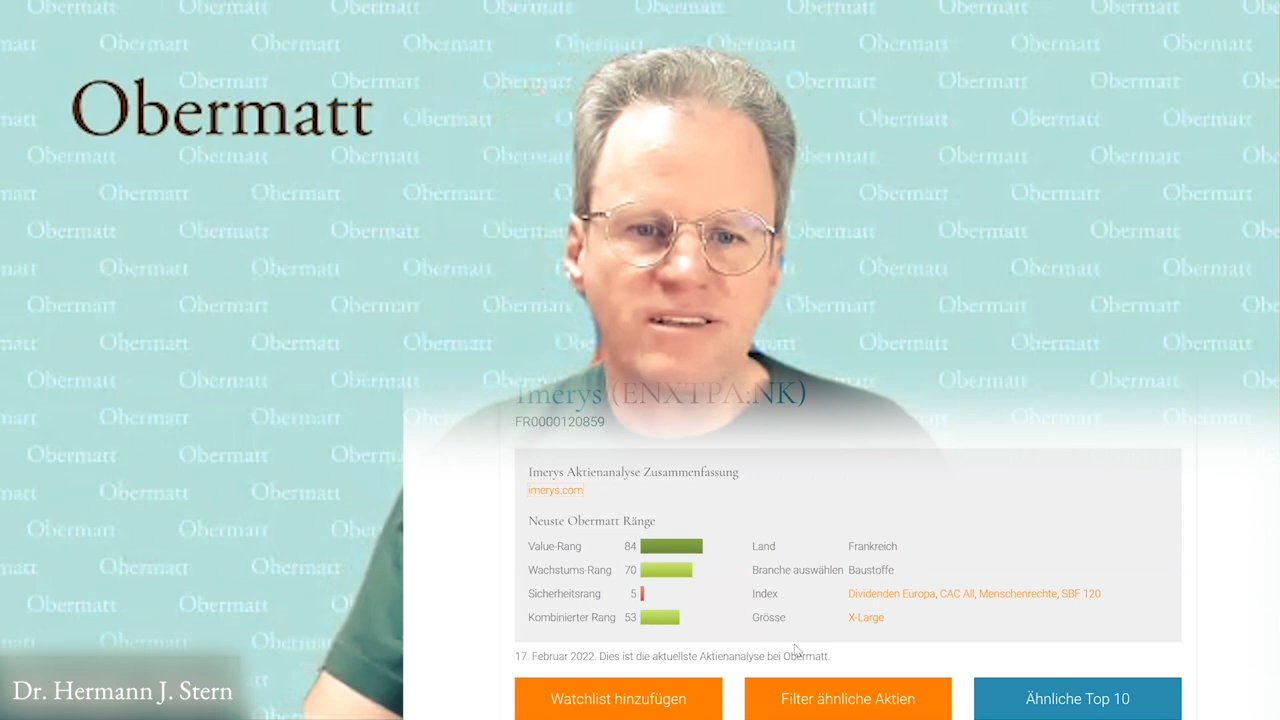 Obermatt
Imerys (ENXTPA:NK)
FR0000120859
Imerys Aktienanalyse Zusammenfassung
imerys.com
Neuste Obermatt Ränge
Value-Rang 84 Land Frankreich
Wachstums-Rang 70 Branche auswählen Baustoffe
Sicherheitsrang 5 Index Dividenden Europa, CAC All, Menschenrechte, SBF 120
Kombinierter Rang 53 Grösse X-Large
17. Februar 2022. Dies ist die aktuellste Aktienanalyse bei Obermatt.
Watchlist hinzufügen Filter ähnliche Aktien Ähnliche Top 10
Dr. Hermann J. Stern